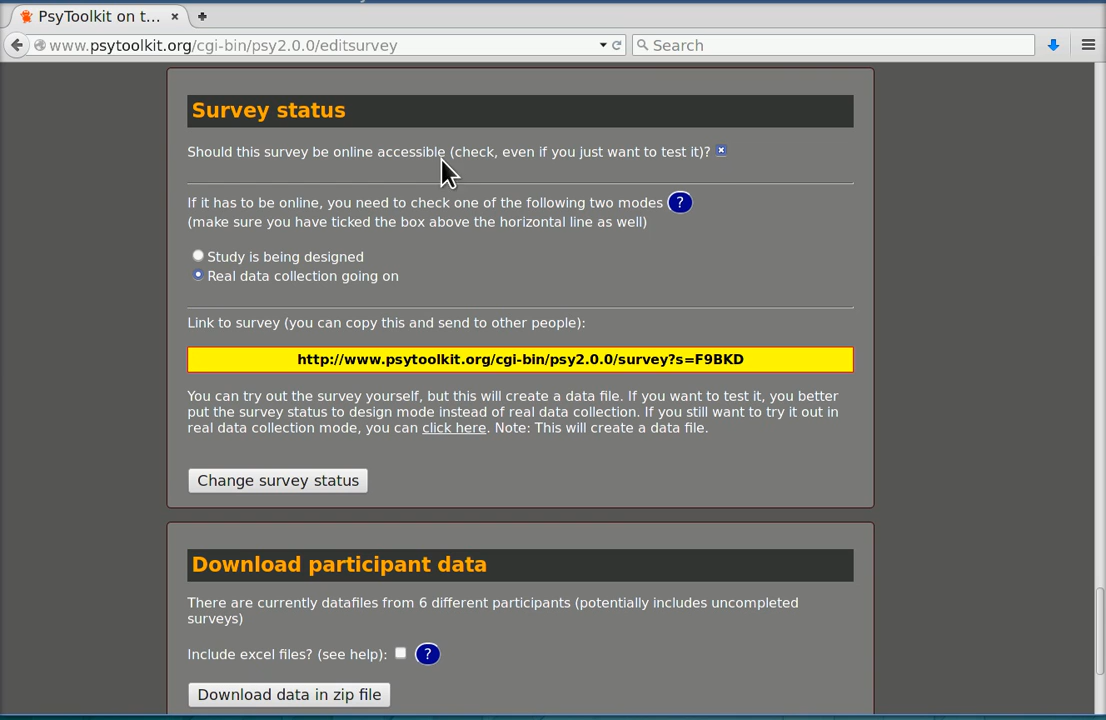 PsyToolkit on t...
www.psytoolkit.org/cgi-bin/psy2.0.0/editsurvey
Search
Survey status
Should this survey be online accessible (check, even if you just want to test it)?
If it has to be online, you need to check one of the following two modes ?
(make sure you have ticked the box above the horizontal line as well)
Study is being designed
Real data collection going on
Link to survey (you can copy this and send to other people):
http://www.psytoolkit.org/cgi-bin/psy2.0.0/survey?s=F9BKD
You can try out the survey yourself, but this will create a data file. If you want to test it, you better
put the survey status to design mode instead of real data collection. If you still want to try it out in
real data collection mode, you can click here. Note: This will create a data file.
Change survey status
Download participant data
There are currently datafiles from 6 different participants (potentially includes uncompleted
surveys)
Include excel files? (see help): ?
Download data in zip file